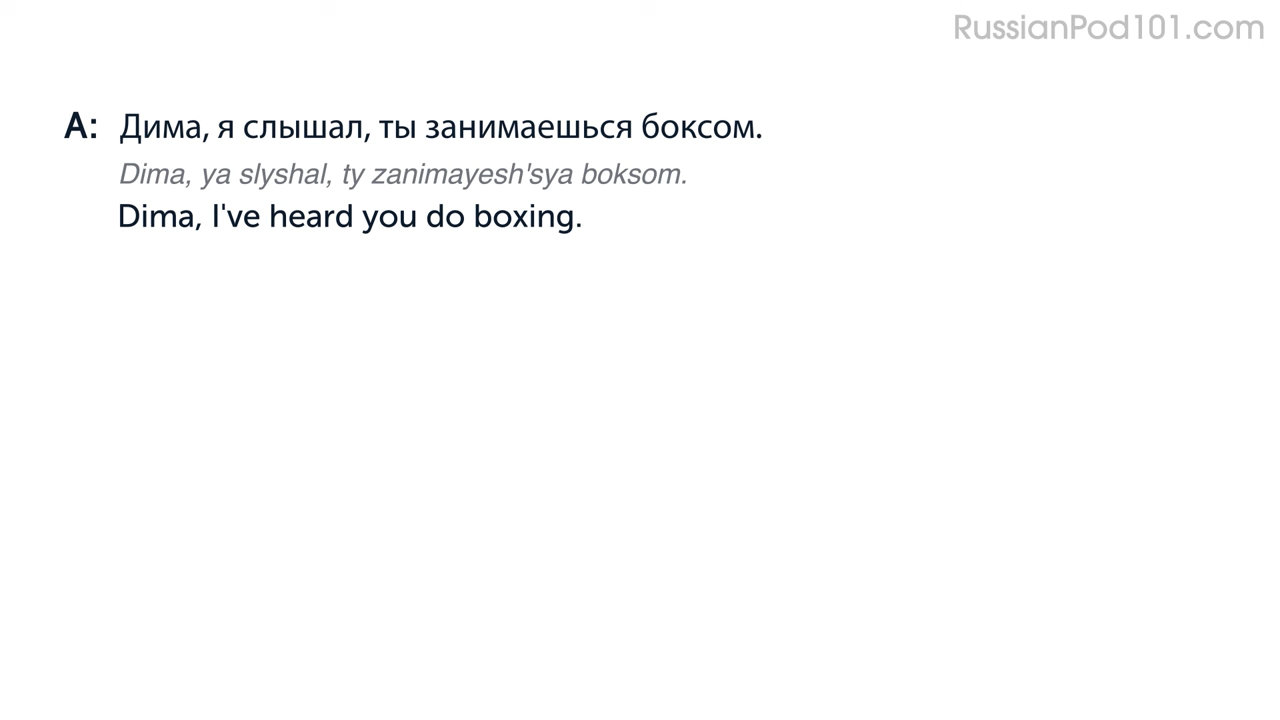 RussianPod101.com
A: Дима, я слышал, ты занимаешься боксом.
Dima, ya slyshal, ty zanimayesh'sya boksom.
Dima, I've heard you do boxing.